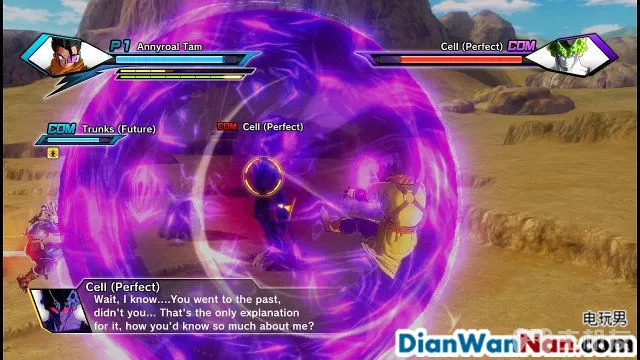 P1 Annyroal Tam
Cell (Perfect) COM
COM Trunks (Future)
COM Cell (Perfect)
Cell (Perfect)
Wait, I know....You went to the past,
didn't you... That's the only explanation
for it, how you'd know so much about me?
电玩男
DianWanNan.com